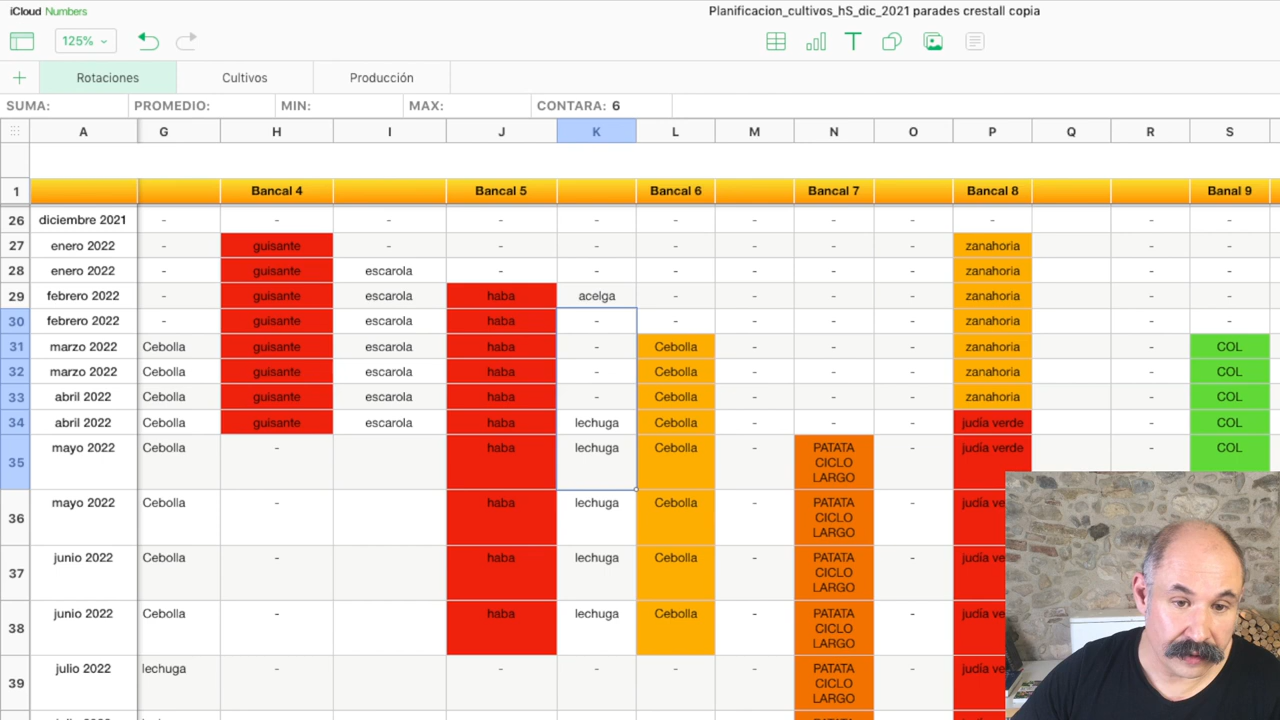 iCloud Numbers
Planificacion_cultivos_hS_dic_2021 parades crestall copia
125%
Rotaciones Cultivos Producción
SUMA: PROMEDIO: MIN: MAX: CONTARA: 6
A G H I J K L M N O P Q R S
1 Bancal 4 Bancal 5 Bancal 6 Bancal 7 Bancal 8 Banal 9
26 diciembre 2021 - - - - - - - - - - - -
27 enero 2022 - guisante - - - - - - - zanahoria - -
28 enero 2022 - guisante escarola - - - - - - zanahoria - -
29 febrero 2022 - guisante escarola haba acelga - - - - zanahoria - -
30 febrero 2022 - guisante escarola haba - - - - - zanahoria - -
31 marzo 2022 Cebolla guisante escarola haba - Cebolla - - - zanahoria - COL
32 marzo 2022 Cebolla guisante escarola haba - Cebolla - - - zanahoria - COL
33 abril 2022 Cebolla guisante escarola haba - Cebolla - - - zanahoria - COL
34 abril 2022 Cebolla guisante escarola haba lechuga Cebolla - - - judía verde - COL
35 mayo 2022 Cebolla - haba lechuga Cebolla - PATATA CICLO LARGO - judía verde - COL
36 mayo 2022 Cebolla - haba lechuga Cebolla - PATATA CICLO LARGO - judía
37 junio 2022 Cebolla - haba lechuga Cebolla - PATATA CICLO LARGO - judía
38 junio 2022 Cebolla - haba lechuga Cebolla - PATATA CICLO LARGO - judía
39 julio 2022 lechuga - - - - - PATATA CICLO LARGO - judía